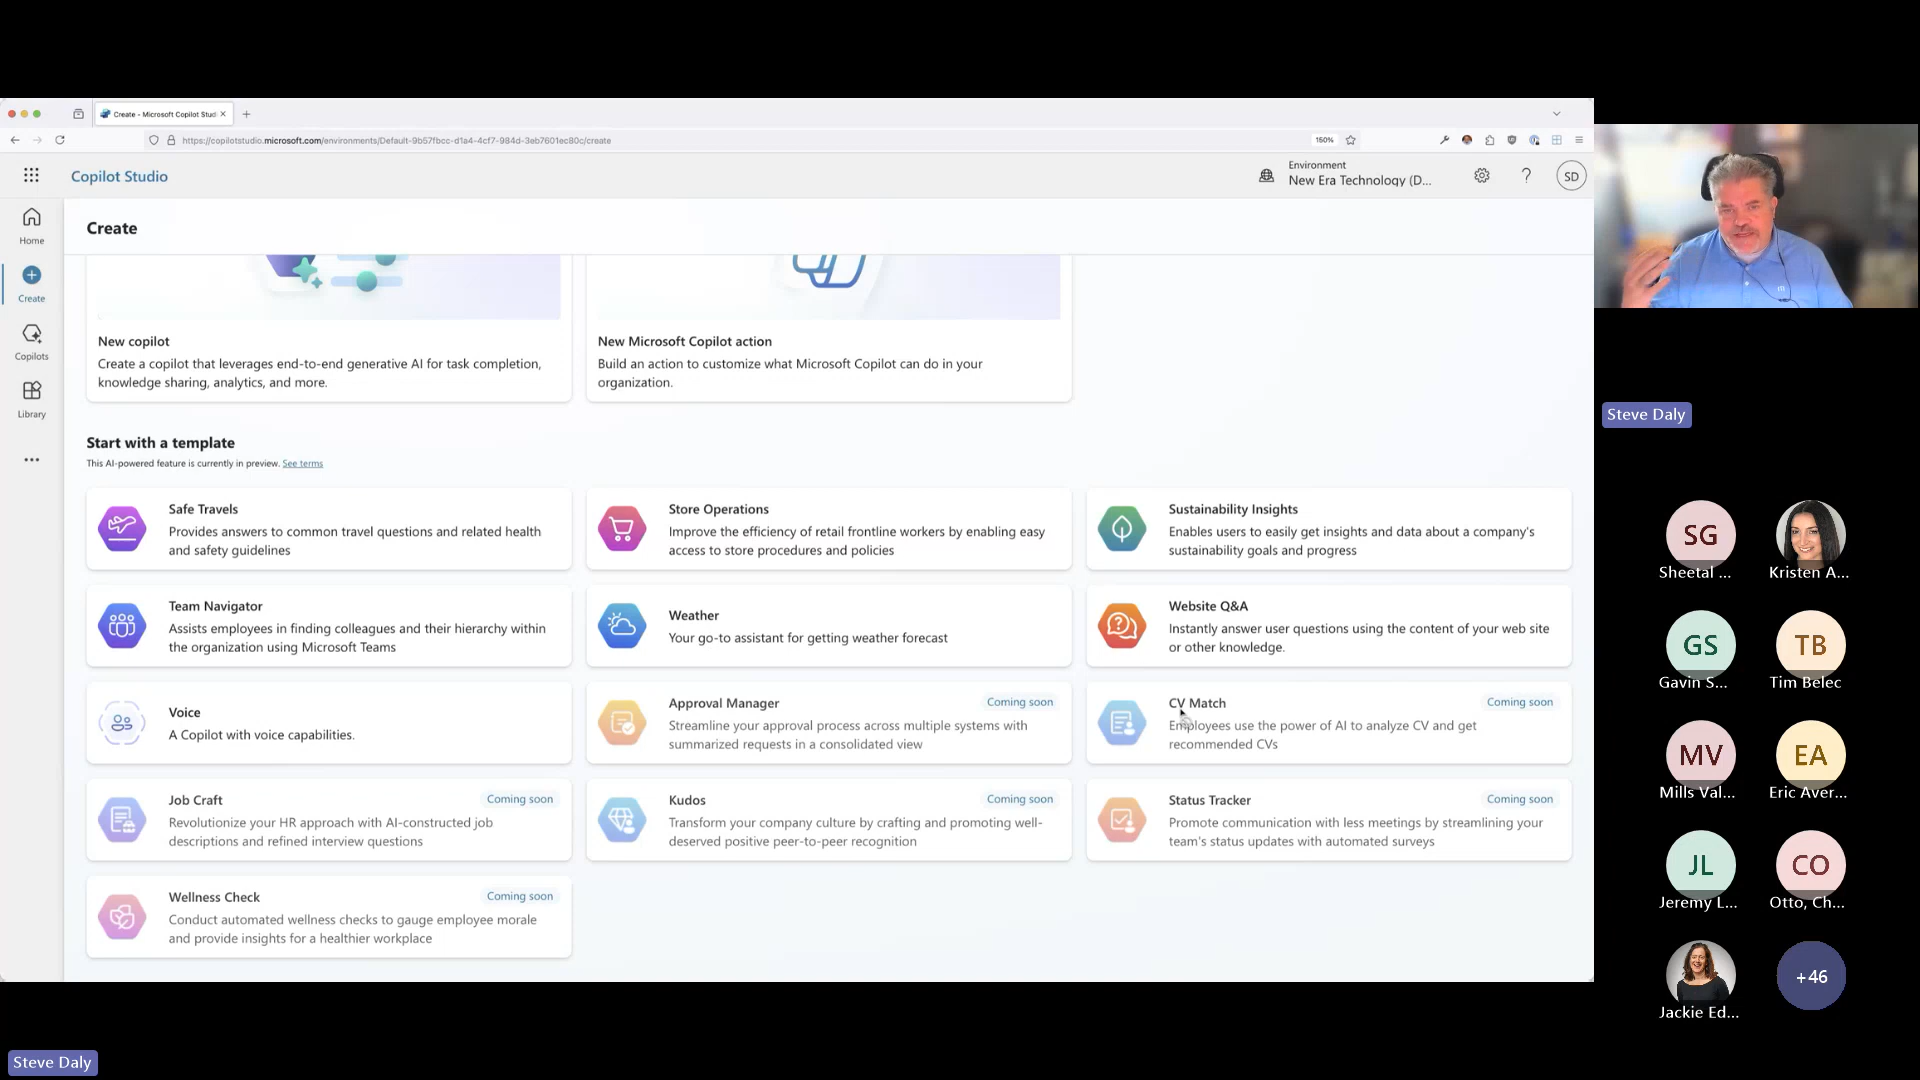 Create - Microsoft Copilot Stud
https://copilotstudio.microsoft.com/environments/Default-9b57fbcc-d1a4-4cf7-984d-3eb7601ec80c/create
150%
Copilot Studio
Environment
New Era Technology (D...
SD
Home
Create
Copilots
Library
Create
New copilot
Create a copilot that leverages end-to-end generative AI for task completion,
knowledge sharing, analytics, and more.
New Microsoft Copilot action
Build an action to customize what Microsoft Copilot can do in your
organization.
Start with a template
This AI-powered feature is currently in preview. See terms
Safe Travels
Provides answers to common travel questions and related health
and safety guidelines
Store Operations
Improve the efficiency of retail frontline workers by enabling easy
access to store procedures and policies
Sustainability Insights
Enables users to easily get insights and data about a company's
sustainability goals and progress
Team Navigator
Assists employees in finding colleagues and their hierarchy within
the organization using Microsoft Teams
Weather
Your go-to assistant for getting weather forecast
Website Q&A
Instantly answer user questions using the content of your web site
or other knowledge.
Voice
A Copilot with voice capabilities.
Approval Manager
Coming soon
Streamline your approval process across multiple systems with
summarized requests in a consolidated view
CV Match
Coming soon
Employees use the power of AI to analyze CV and get
recommended CVs
Job Craft
Coming soon
Revolutionize your HR approach with AI-constructed job
descriptions and refined interview questions
Kudos
Coming soon
Transform your company culture by crafting and promoting well-
deserved positive peer-to-peer recognition
Status Tracker
Coming soon
Promote communication with less meetings by streamlining your
team's status updates with automated surveys
Wellness Check
Coming soon
Conduct automated wellness checks to gauge employee morale
and provide insights for a healthier workplace
Steve Daly
SG
Sheetal ...
Kristen A...
GS
Gavin S...
TB
Tim Belec
MV
Mills Val...
EA
Eric Aver...
JL
Jeremy L...
CO
Otto, Ch...
Jackie Ed...
+46
Steve Daly